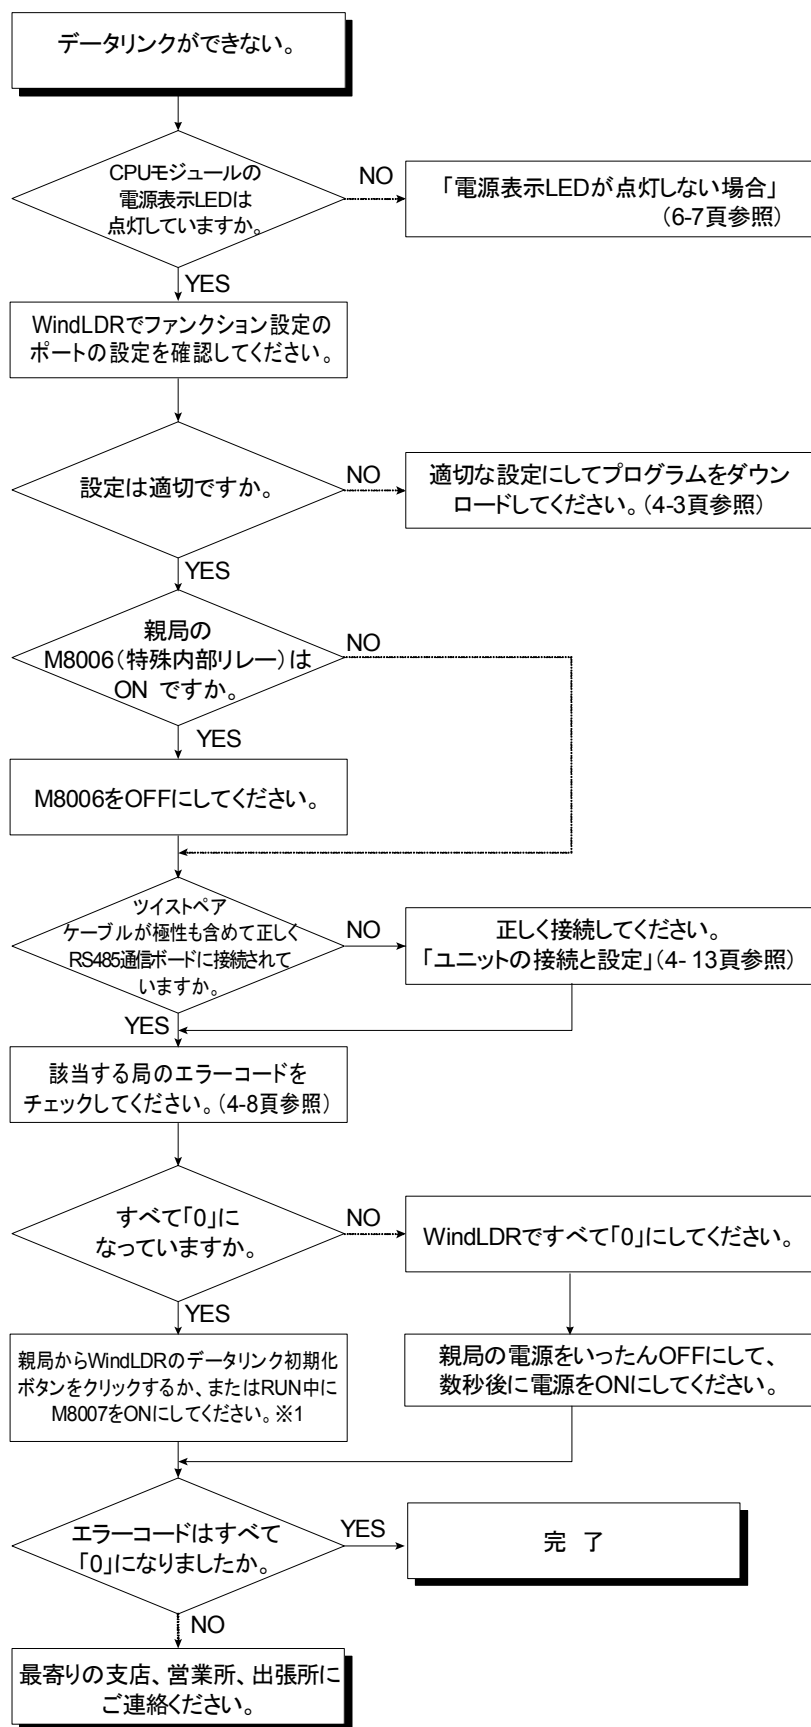 データリンクができない。
CPUモジュールの
電源表示LEDは
点灯していますか。
NO
「電源表示LEDが点灯しない場合」
(6-7頁参照)
YES
WindLDRでファンクション設定の
ポートの設定を確認してください。
設定は適切ですか。
NO
適切な設定にしてプログラムをダウン
ロードしてください。(4-3頁参照)
YES
親局の
M8006(特殊内部リレー)は
ON ですか。
NO
YES
M8006をOFFにしてください。
ツイストペア
ケーブルが極性も含めて正しく
RS485通信ボードに接続されて
いますか。
NO
正しく接続してください。
「ユニットの接続と設定」(4- 13頁参照)
YES
該当する局のエラーコードを
チェックしてください。(4-8頁参照)
すべて「0」に
なっていますか。
NO
WindLDRですべて「0」にしてください。
YES
親局からWindLDRのデータリンク初期化
ボタンをクリックするか、またはRUN中に
M8007をONにしてください。※1
親局の電源をいったんOFFにして、
数秒後に電源をONにしてください。
エラーコードはすべて
「0」になりましたか。
YES
完 了
NO
最寄りの支店、営業所、出張所に
ご連絡ください。